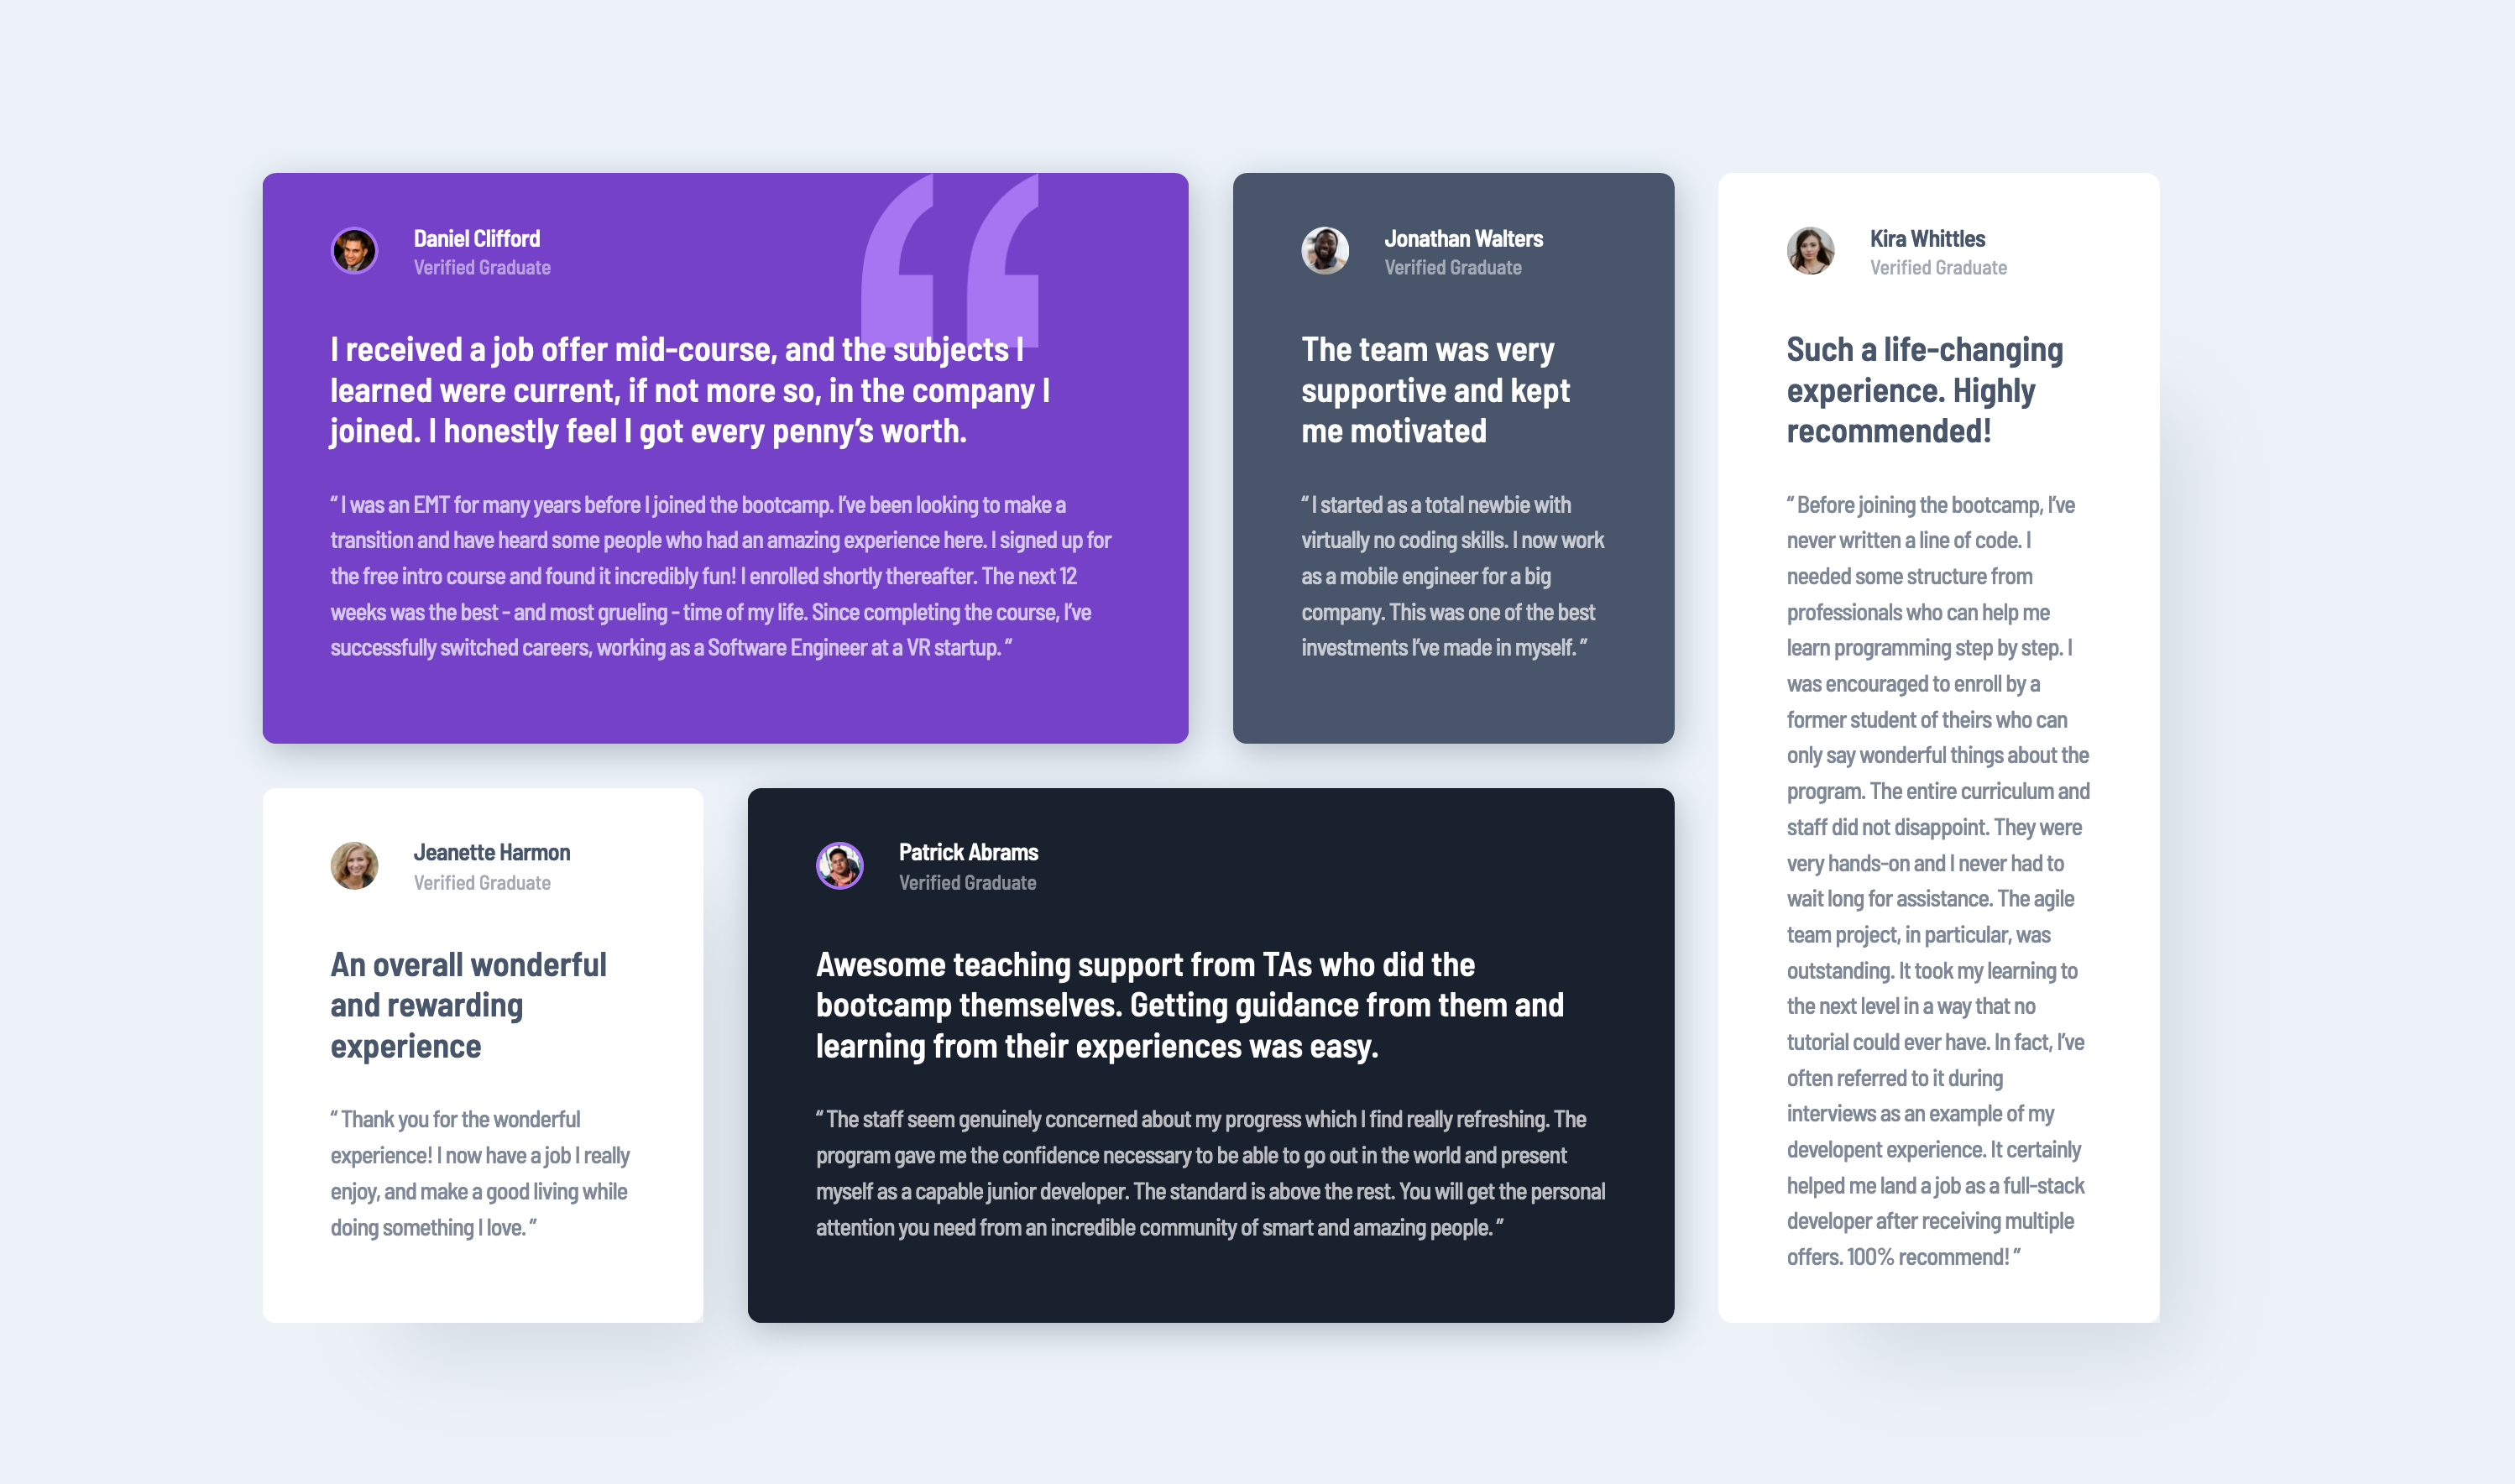 Daniel Clifford
Verified Graduate
I received a job offer mid-course, and the subjects I
learned were current, if not more so, in the company I
joined. I honestly feel I got every penny’s worth.
“ I was an EMT for many years before I joined the bootcamp. I’ve been looking to make a
transition and have heard some people who had an amazing experience here. I signed up for
the free intro course and found it incredibly fun! I enrolled shortly thereafter. The next 12
weeks was the best - and most grueling - time of my life. Since completing the course, I’ve
successfully switched careers, working as a Software Engineer at a VR startup. ”
Jonathan Walters
Verified Graduate
The team was very
supportive and kept
me motivated
“ I started as a total newbie with
virtually no coding skills. I now work
as a mobile engineer for a big
company. This was one of the best
investments I’ve made in myself. ”
Kira Whittles
Verified Graduate
Such a life-changing
experience. Highly
recommended!
“ Before joining the bootcamp, I’ve
never written a line of code. I
needed some structure from
professionals who can help me
learn programming step by step. I
was encouraged to enroll by a
former student of theirs who can
only say wonderful things about the
program. The entire curriculum and
staff did not disappoint. They were
very hands-on and I never had to
wait long for assistance. The agile
team project, in particular, was
outstanding. It took my learning to
the next level in a way that no
tutorial could ever have. In fact, I’ve
often referred to it during
interviews as an example of my
developent experience. It certainly
helped me land a job as a full-stack
developer after receiving multiple
offers. 100% recommend! ”
Jeanette Harmon
Verified Graduate
An overall wonderful
and rewarding
experience
“ Thank you for the wonderful
experience! I now have a job I really
enjoy, and make a good living while
doing something I love. ”
Patrick Abrams
Verified Graduate
Awesome teaching support from TAs who did the
bootcamp themselves. Getting guidance from them and
learning from their experiences was easy.
“ The staff seem genuinely concerned about my progress which I find really refreshing. The
program gave me the confidence necessary to be able to go out in the world and present
myself as a capable junior developer. The standard is above the rest. You will get the personal
attention you need from an incredible community of smart and amazing people. ”